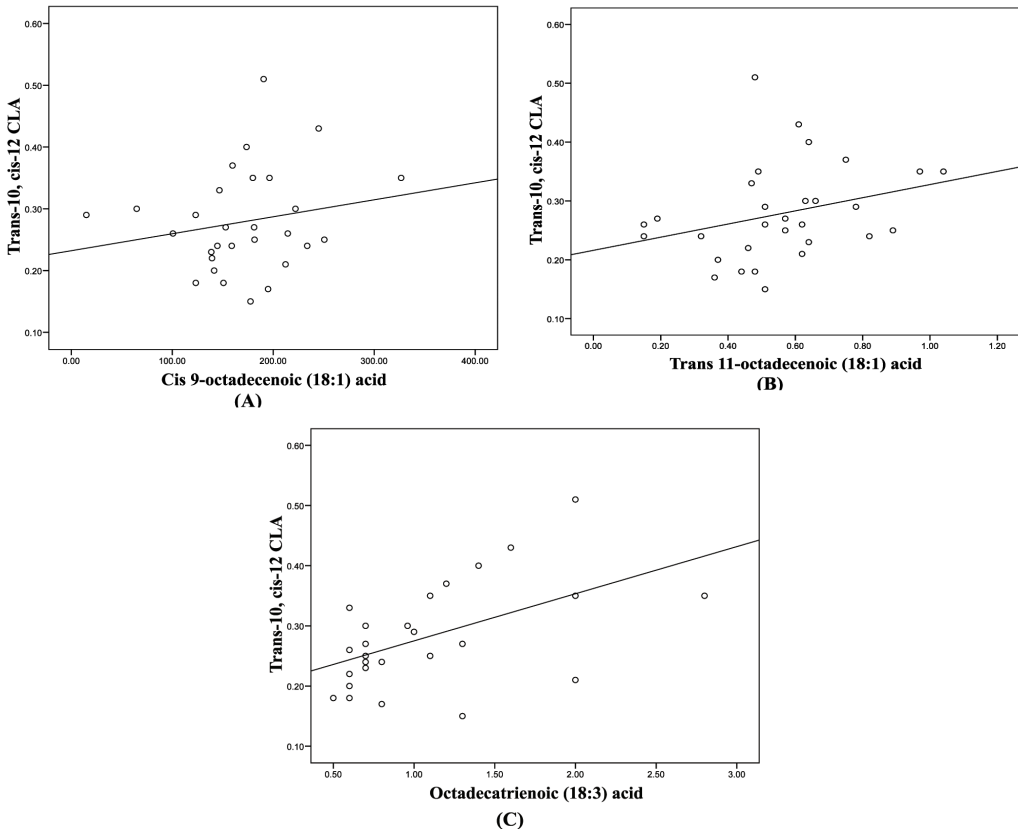 0.60
0.50
0.40
0.30
0.20
0.10
Trans-10, cis-12 CLA
0.00 100.00 200.00 300.00 400.00
Cis 9-octadecenoic (18:1) acid
(A)
0.60
0.50
0.40
0.30
0.20
0.10
Trans-10, cis-12 CLA
0.00 0.20 0.40 0.60 0.80 1.00 1.20
Trans 11-octadecenoic (18:1) acid
(B)
0.60
0.50
0.40
0.30
0.20
0.10
Trans-10, cis-12 CLA
0.50 1.00 1.50 2.00 2.50 3.00
Octadecatrienoic (18:3) acid
(C)